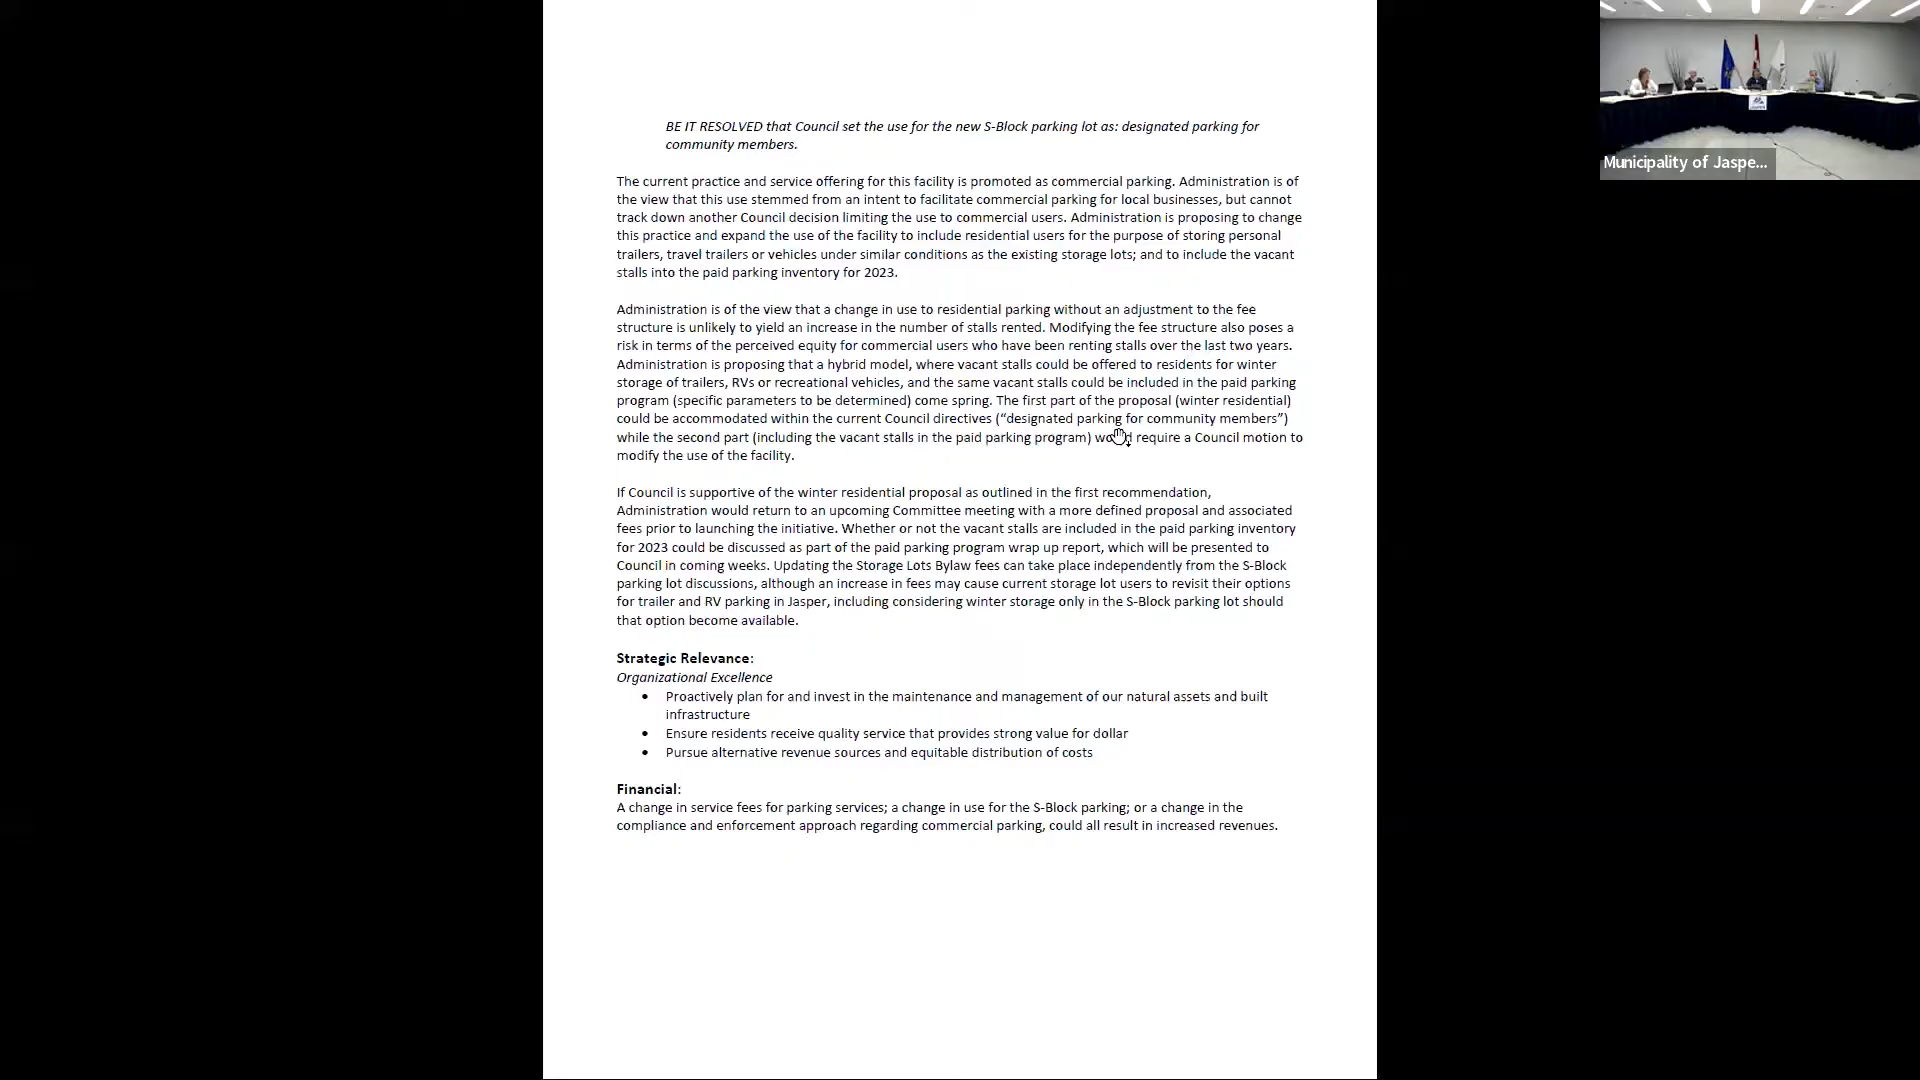 BE IT RESOLVED that Council set the use for the new S-Block parking lot as: designated parking for
community members.
The current practice and service offering for this facility is promoted as commercial parking. Administration is of
the view that this use stemmed from an intent to facilitate commercial parking for local businesses, but cannot
track down another Council decision limiting the use to commercial users. Administration is proposing to change
this practice and expand the use of the facility to include residential users for the purpose of storing personal
trailers, travel trailers or vehicles under similar conditions as the existing storage lots; and to include the vacant
stalls into the paid parking inventory for 2023.
Administration is of the view that a change in use to residential parking without an adjustment to the fee
structure is unlikely to yield an increase in the number of stalls rented. Modifying the fee structure also poses a
risk in terms of the perceived equity for commercial users who have been renting stalls over the last two years.
Administration is proposing that a hybrid model, where vacant stalls could be offered to residents for winter
storage of trailers, RVs or recreational vehicles, and the same vacant stalls could be included in the paid parking
program (specific parameters to be determined) come spring. The first part of the proposal (winter residential)
could be accommodated within the current Council directives (“designated parking for community members”)
while the second part (including the vacant stalls in the paid parking program) would require a Council motion to
modify the use of the facility.
If Council is supportive of the winter residential proposal as outlined in the first recommendation,
Administration would return to an upcoming Committee meeting with a more defined proposal and associated
fees prior to launching the initiative. Whether or not the vacant stalls are included in the paid parking inventory
for 2023 could be discussed as part of the paid parking program wrap up report, which will be presented to
Council in coming weeks. Updating the Storage Lots Bylaw fees can take place independently from the S-Block
parking lot discussions, although an increase in fees may cause current storage lot users to revisit their options
for trailer and RV parking in Jasper, including considering winter storage only in the S-Block parking lot should
that option become available.
Strategic Relevance:
Organizational Excellence
• Proactively plan for and invest in the maintenance and management of our natural assets and built
infrastructure
• Ensure residents receive quality service that provides strong value for dollar
• Pursue alternative revenue sources and equitable distribution of costs
Financial:
A change in service fees for parking services; a change in use for the S-Block parking; or a change in the
compliance and enforcement approach regarding commercial parking, could all result in increased revenues.
Municipality of Jaspe...